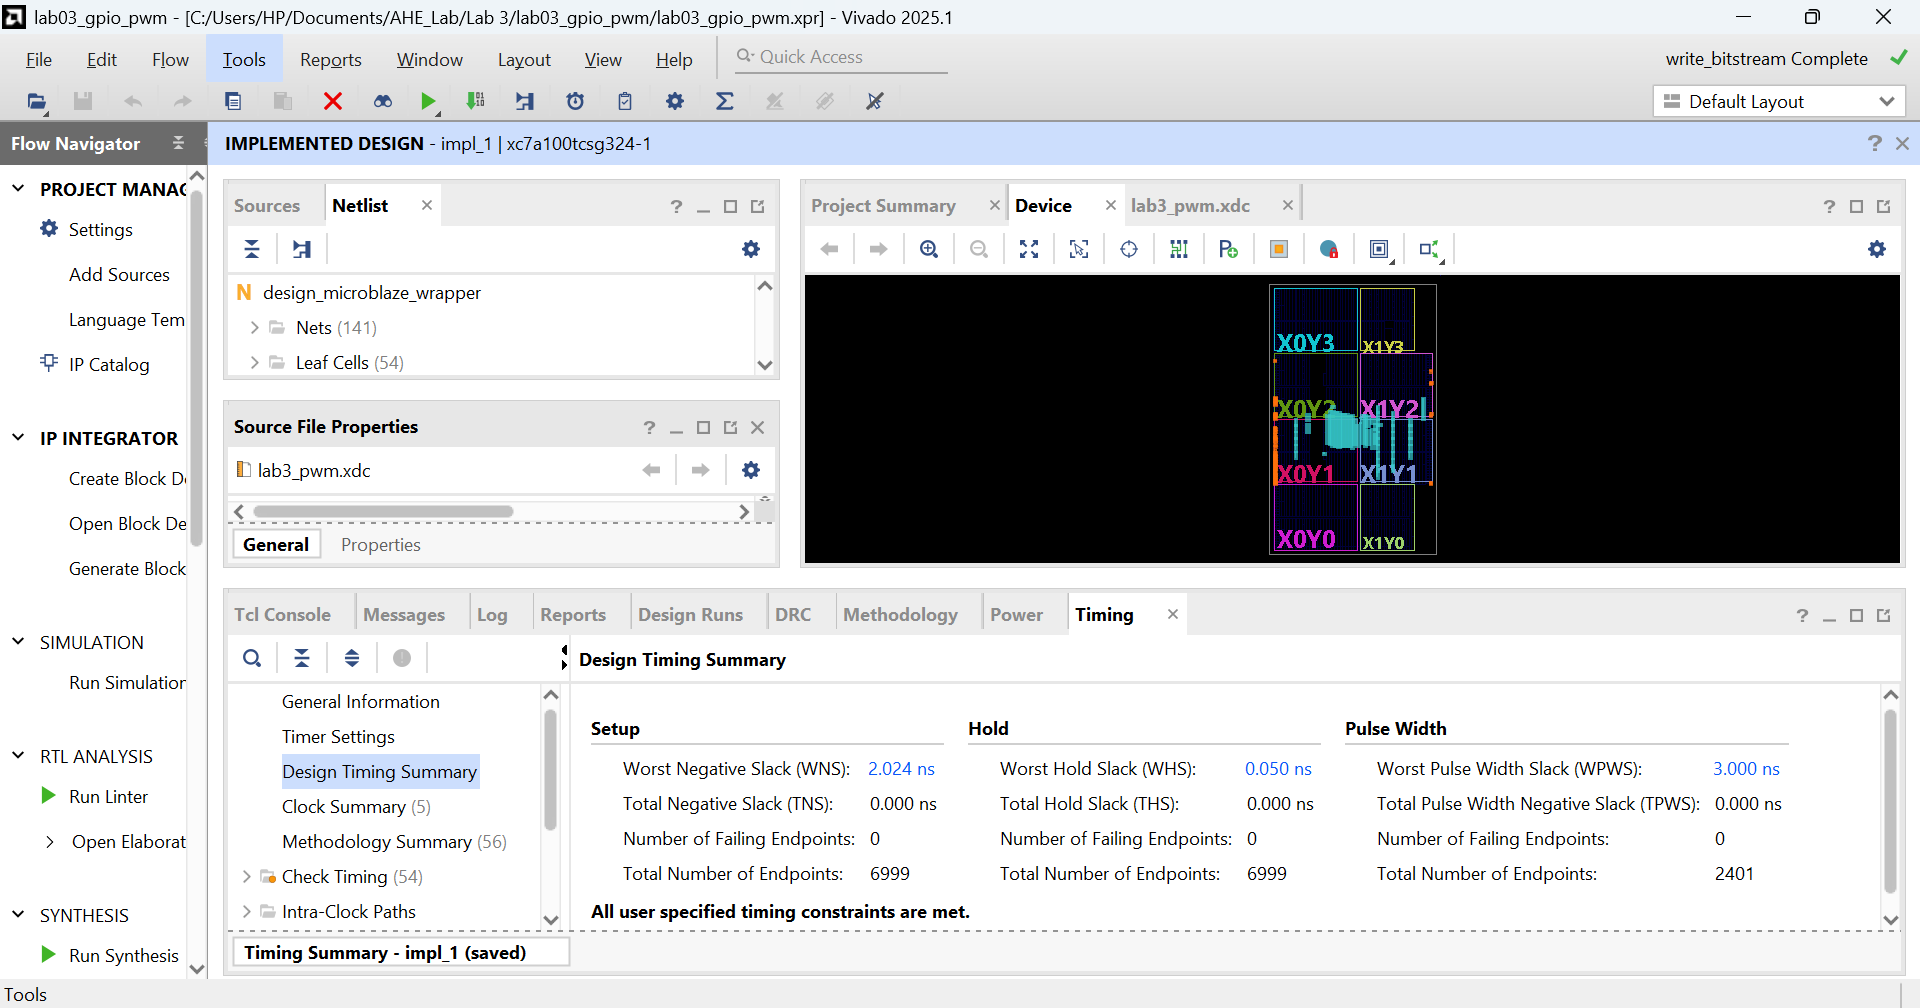 lab03_gpio_pwm - [C:/Users/HP/Documents/AHE_Lab/Lab 3/lab03_gpio_pwm/lab03_gpio_pwm.xpr] - Vivado 2025.1
File Edit Flow Tools Reports Window Layout View Help Quick Access
write_bitstream Complete
Default Layout
Flow Navigator
IMPLEMENTED DESIGN - impl_1 | xc7a100tcsg324-1
PROJECT MANAG
Settings
Add Sources
Language Tem
IP Catalog
IP INTEGRATOR
Create Block De
Open Block De
Generate Block
SIMULATION
Run Simulation
RTL ANALYSIS
Run Linter
Open Elaborat
SYNTHESIS
Run Synthesis
Sources Netlist
design_microblaze_wrapper
Nets (141)
Leaf Cells (54)
Source File Properties
lab3_pwm.xdc
General Properties
Project Summary Device lab3_pwm.xdc
X0Y3 X1Y3
X0Y2 X1Y2
X0Y1 X1Y1
X0Y0 X1Y0
Tcl Console Messages Log Reports Design Runs DRC Methodology Power Timing
General Information
Timer Settings
Design Timing Summary
Clock Summary (5)
Methodology Summary (56)
Check Timing (54)
Intra-Clock Paths
Design Timing Summary
Setup Hold Pulse Width
Worst Negative Slack (WNS): 2.024 ns Worst Hold Slack (WHS): 0.050 ns Worst Pulse Width Slack (WPWS): 3.000 ns
Total Negative Slack (TNS): 0.000 ns Total Hold Slack (THS): 0.000 ns Total Pulse Width Negative Slack (TPWS): 0.000 ns
Number of Failing Endpoints: 0 Number of Failing Endpoints: 0 Number of Failing Endpoints: 0
Total Number of Endpoints: 6999 Total Number of Endpoints: 6999 Total Number of Endpoints: 2401
All user specified timing constraints are met.
Timing Summary - impl_1 (saved)
Tools